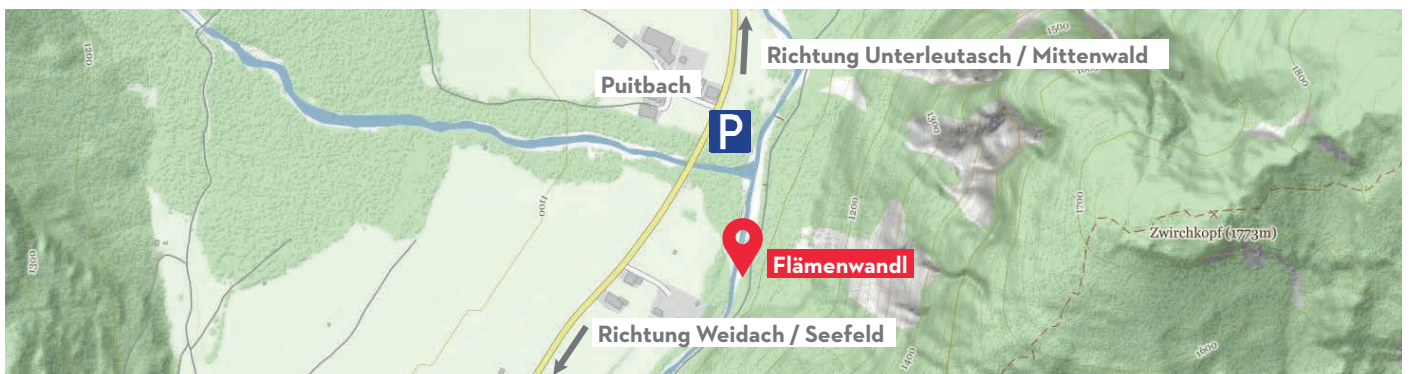 1200
Richtung Unterleutasch / Mittenwald
1500
1800
Puitbach
P
1300
1100
1200
1700
Zwirchkopf (1773m)
Flämenwandl
1300
Richtung Weidach / Seefeld
1400
1600